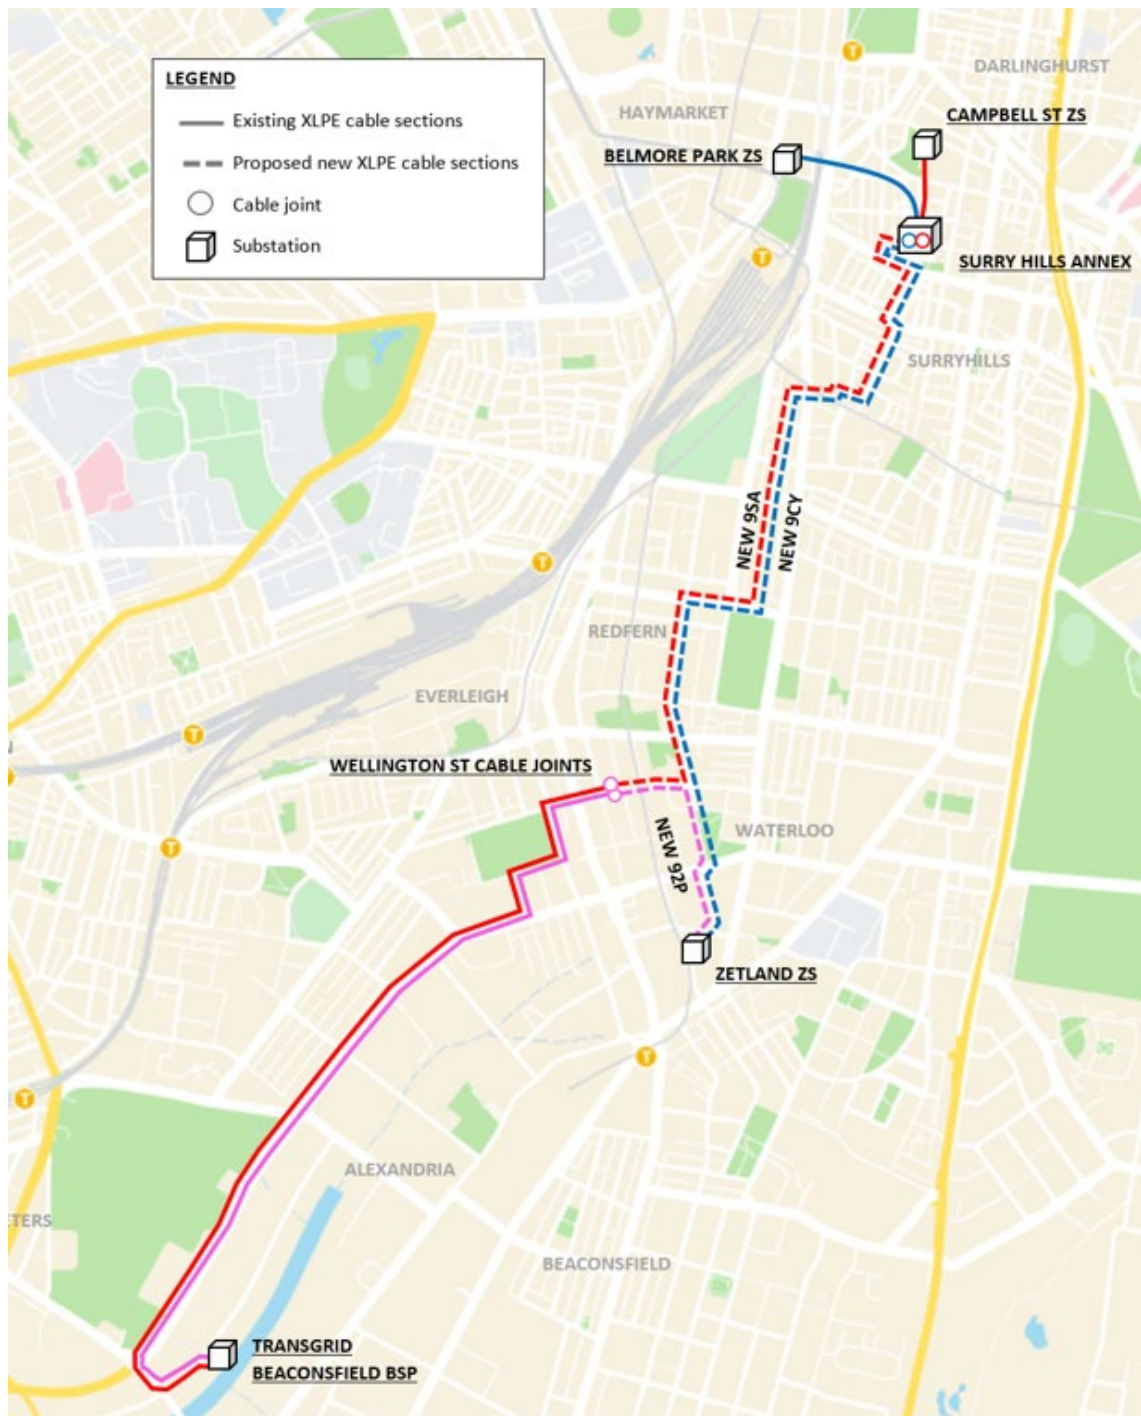 LEGEND
Existing XLPE cable sections
Proposed new XLPE cable sections
Cable joint
Substation
T
DARLINGHURST
HAYMARKET
CAMPBELL ST ZS
BELMORE PARK ZS
T
SURRY HILLS ANNEX
SURRYHILLS
NEW 9SA
NEW 9CY
T
REDFERN
EVERLEIGH
T
N
WELLINGTON ST CABLE JOINTS
T
WATERLOO
NEW 92P
ZETLAND ZS
T
T
ALEXANDRIA
ETERS
BEACONSFIELD
TRANSGRID
BEACONSFIELD BSP